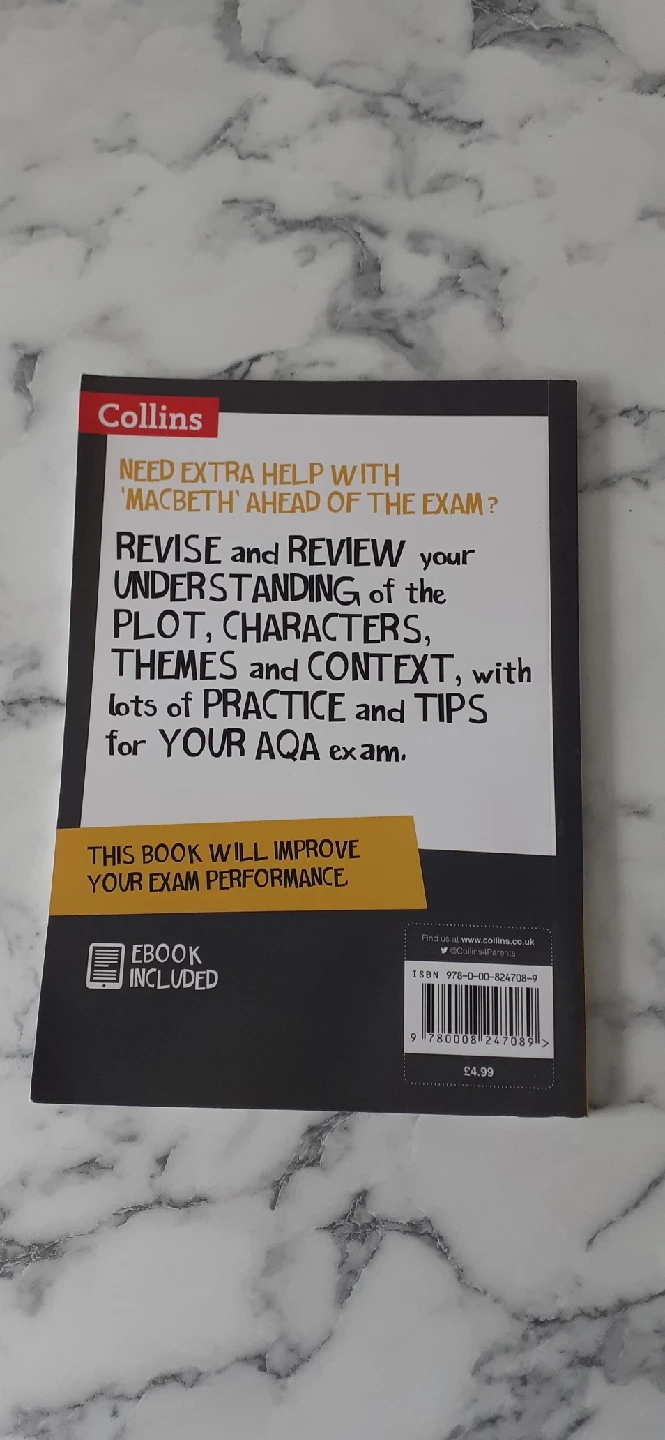 Collins
NEED EXTRA HELP WITH
'MACBETH' AHEAD OF THE EXAM?
REVISE and REVIEW your
UNDERSTANDING of the
PLOT, CHARACTERS,
THEMES and CONTEXT, with
lots of PRACTICE and TIPS
for YOUR AQA exam.
THIS BOOK WILL IMPROVE
YOUR EXAM PERFORMANCE
EBOOK
INCLUDED
Find us at www.collins.co.uk
@Collins4Parents
ISBN 978-0-00-824708-9
9 780008 247089 >
£4.99